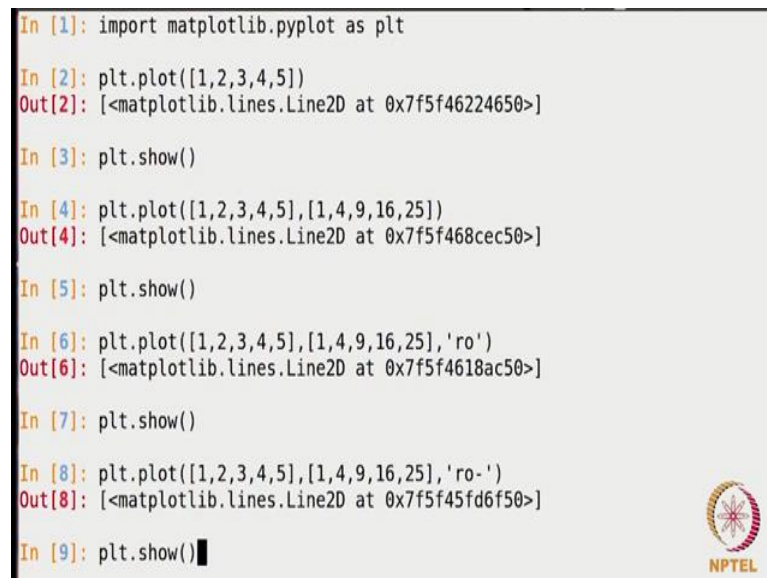 In [1]: import matplotlib.pyplot as plt
In [2]: plt.plot([1,2,3,4,5])
Out[2]: [<matplotlib.lines.Line2D at 0x7f5f46224650>]
In [3]: plt.show()
In [4]: plt.plot([1,2,3,4,5],[1,4,9,16,25])
Out[4]: [<matplotlib.lines.Line2D at 0x7f5f468cec50>]
In [5]: plt.show()
In [6]: plt.plot([1,2,3,4,5],[1,4,9,16,25],'ro')
Out[6]: [<matplotlib.lines.Line2D at 0x7f5f4618ac50>]
In [7]: plt.show()
In [8]: plt.plot([1,2,3,4,5],[1,4,9,16,25],'ro-')
Out[8]: [<matplotlib.lines.Line2D at 0x7f5f45fd6f50>]
In [9]: plt.show()
NPTEL